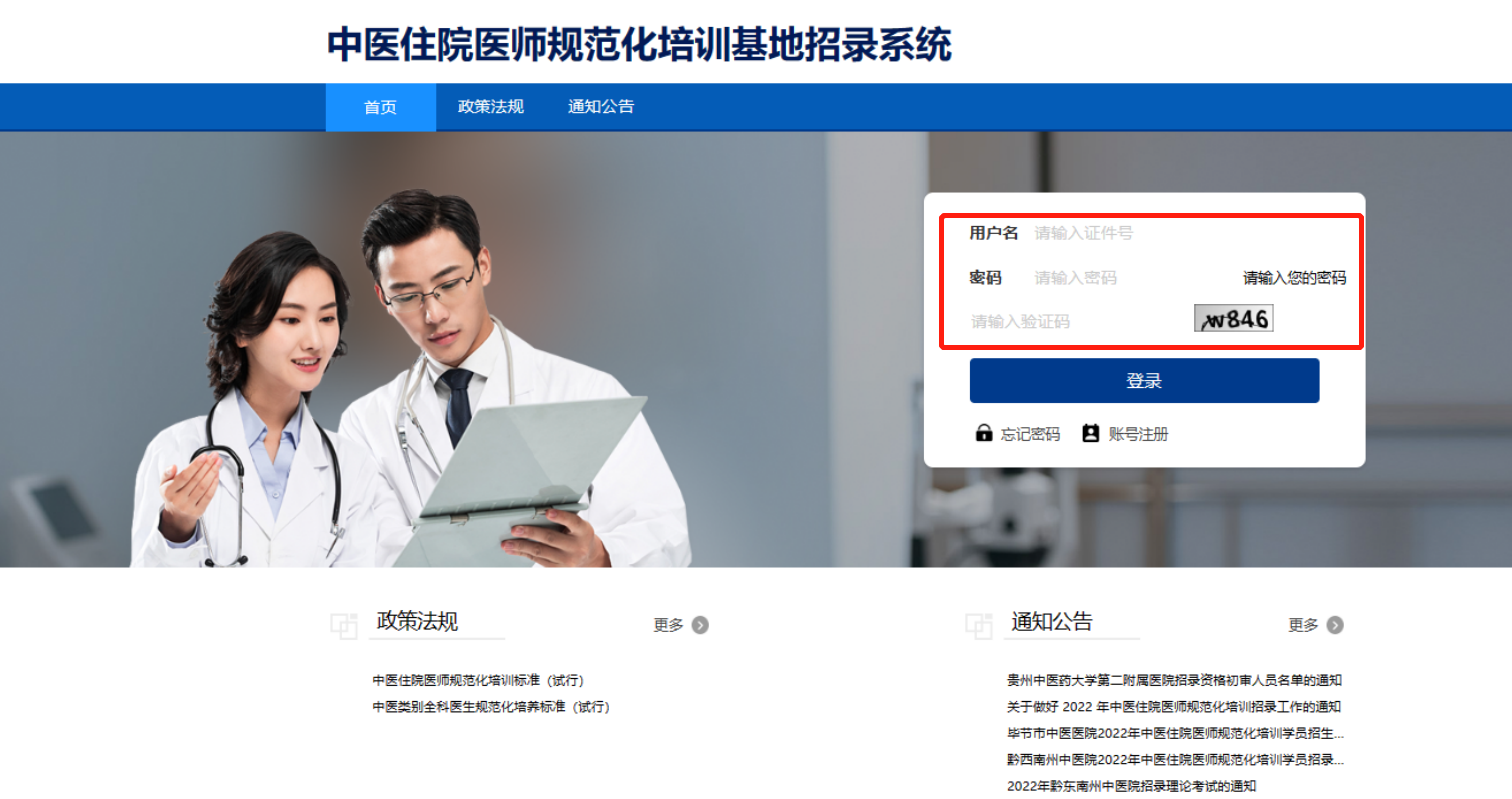 中医住院医师规范化培训基地招录系统
首页 政策法规 通知公告
用户名 请输入证件号
密码 请输入密码 请输入您的密码
请输入验证码 w846
登录
忘记密码 账号注册
政策法规 更多
中医住院医师规范化培训标准（试行）
中医类别全科医生规范化培养标准（试行）
通知公告 更多
贵州中医药大学第二附属医院招录资格初审人员名单的通知
关于做好 2022 年中医住院医师规范化培训招录工作的通知
毕节市中医医院2022年中医住院医师规范化培训学员招生...
黔西南州中医院2022年中医住院医师规范化培训学员招录...
2022年黔东南州中医院招录理论考试的通知